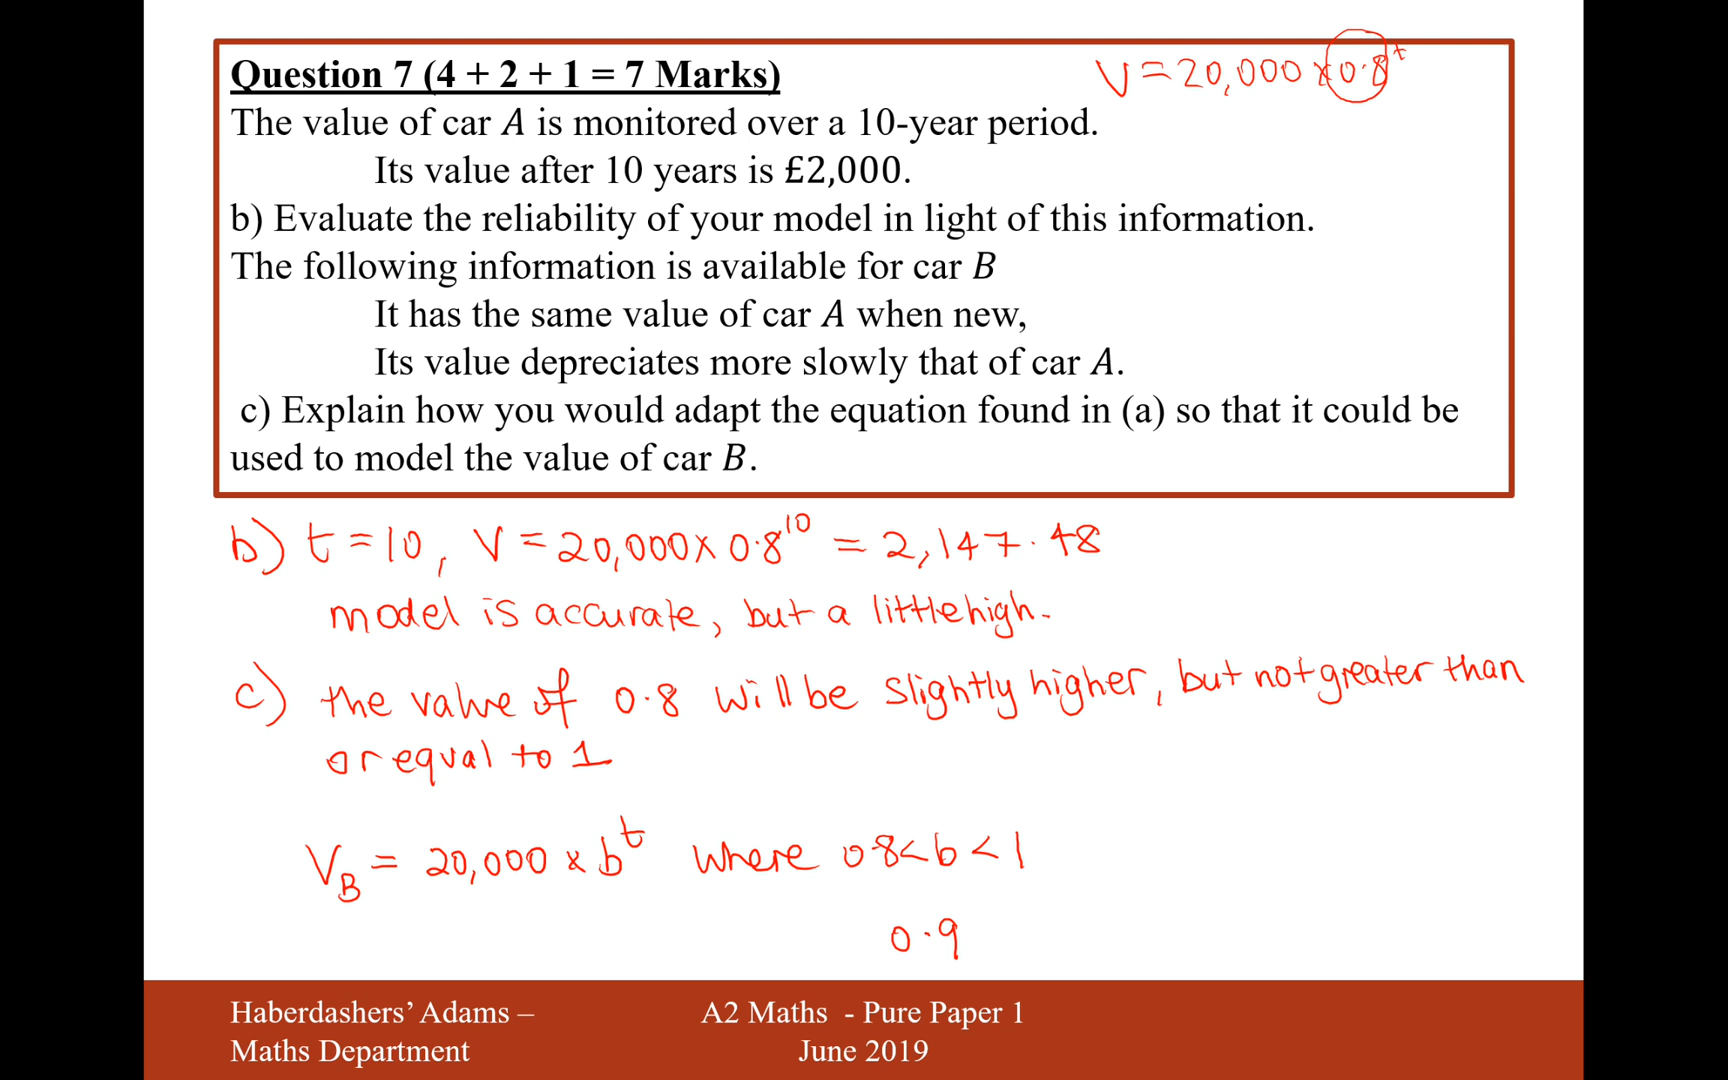 Question 7 (4 + 2 + 1 = 7 Marks)
V = 20,000 × 0.8^t
The value of car A is monitored over a 10-year period.
Its value after 10 years is £2,000.
b) Evaluate the reliability of your model in light of this information.
The following information is available for car B
It has the same value of car A when new,
Its value depreciates more slowly that of car A.
c) Explain how you would adapt the equation found in (a) so that it could be
used to model the value of car B.
b) t = 10, V = 20,000 × 0.8^10 = 2,147.48
model is accurate, but a little high.
c) the value of 0.8 will be slightly higher, but not greater than
or equal to 1
V_B = 20,000 × b^t where 0.8 < b < 1
0.9
Haberdashers’ Adams –
Maths Department
A2 Maths - Pure Paper 1
June 2019